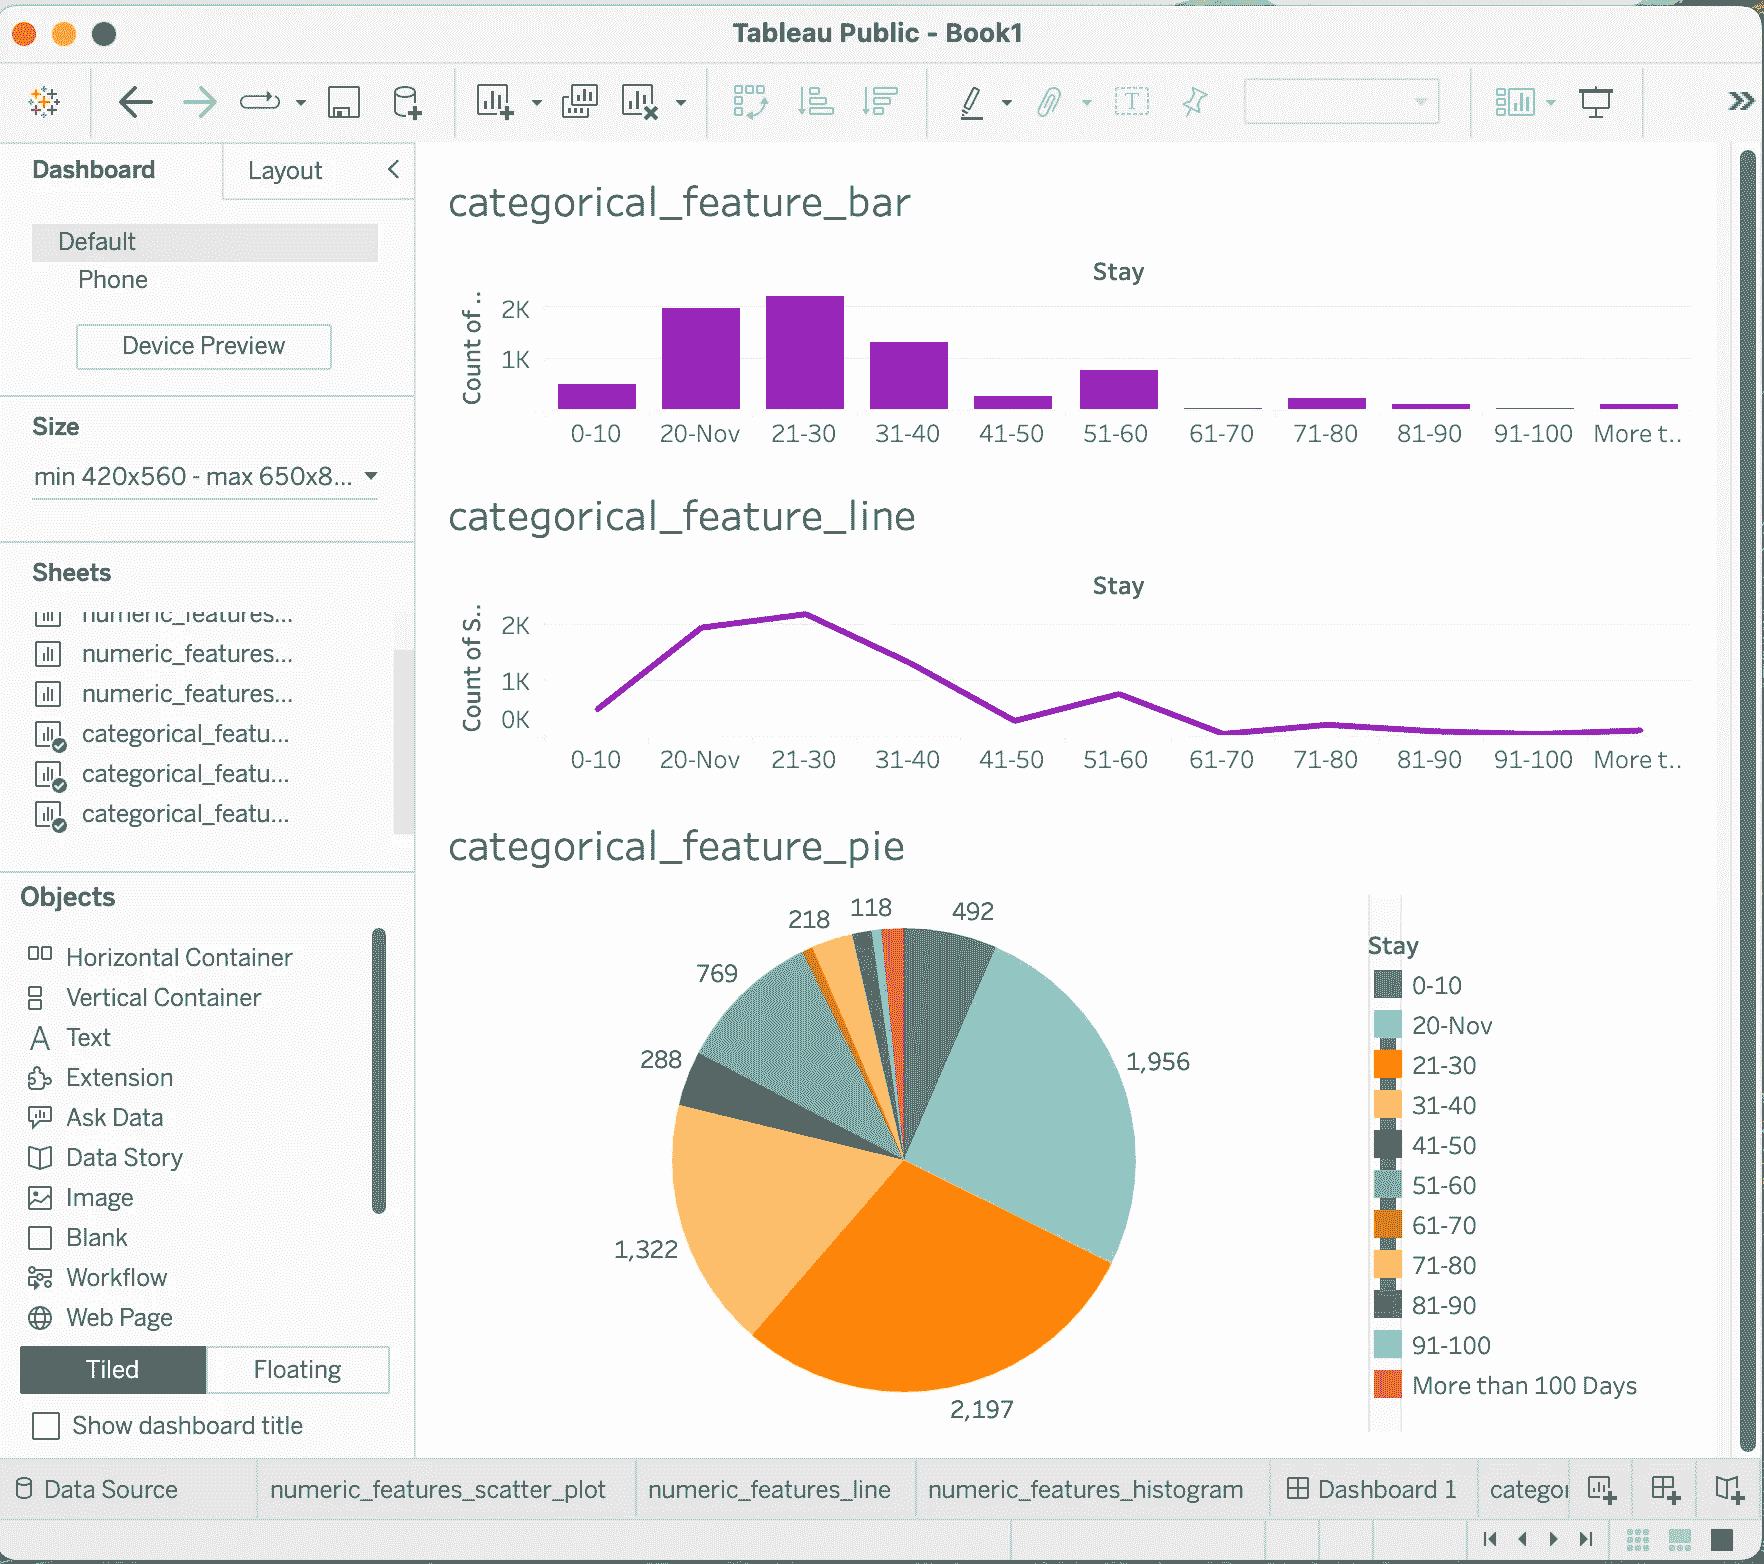 Tableau Public - Book1
Dashboard
Layout
Default
Phone
Device Preview
Size
min 420x560 - max 650x8...
Sheets
numeric_features...
numeric_features...
numeric_features...
categorical_featu...
categorical_featu...
categorical_featu...
Objects
Horizontal Container
Vertical Container
Text
Extension
Ask Data
Data Story
Image
Blank
Workflow
Web Page
Tiled
Floating
Show dashboard title
categorical_feature_bar
Stay
Count of ..
2K
1K
0-10 20-Nov 21-30 31-40 41-50 51-60 61-70 71-80 81-90 91-100 More t..
categorical_feature_line
Stay
Count of S..
2K
1K
0K
0-10 20-Nov 21-30 31-40 41-50 51-60 61-70 71-80 81-90 91-100 More t..
categorical_feature_pie
118
492
218
769
288
1,956
1,322
2,197
Stay
0-10
20-Nov
21-30
31-40
41-50
51-60
61-70
71-80
81-90
91-100
More than 100 Days
Data Source numeric_features_scatter_plot numeric_features_line numeric_features_histogram Dashboard 1 categor